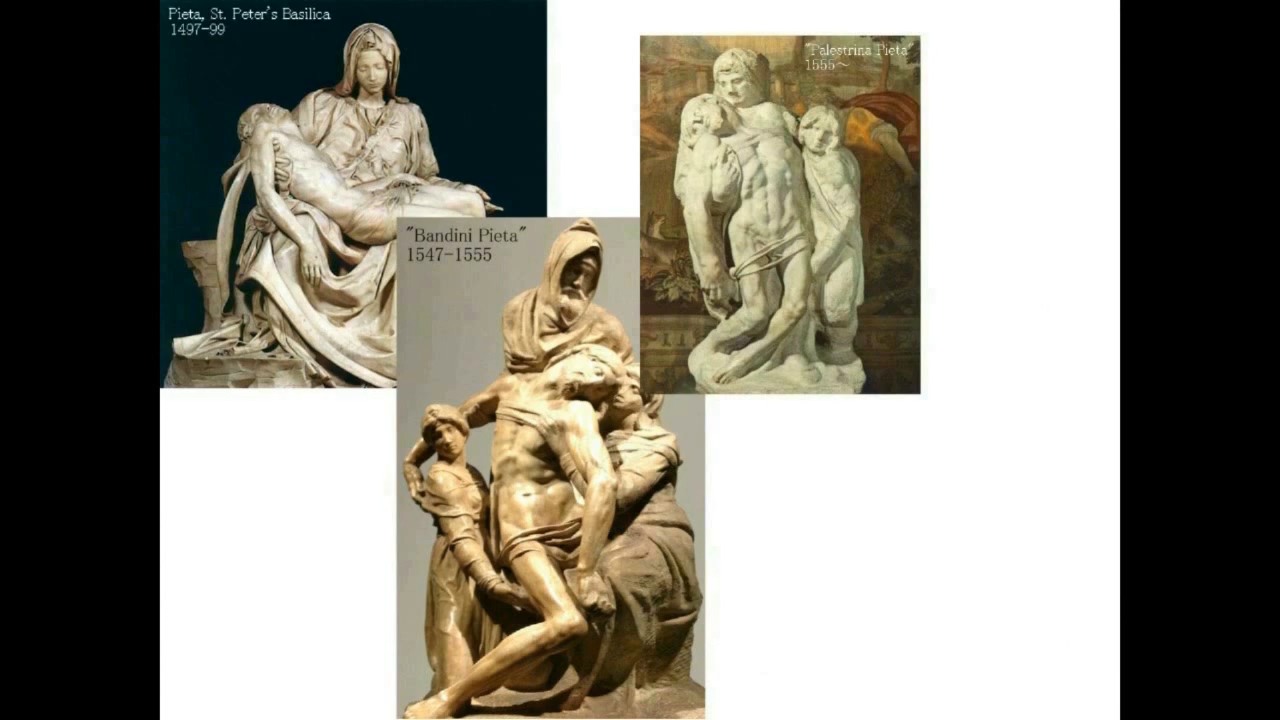 Pieta, St. Peter's Basilica
1497-99
"Palestrina Pieta"
1555~
"Bandini Pieta"
1547-1555